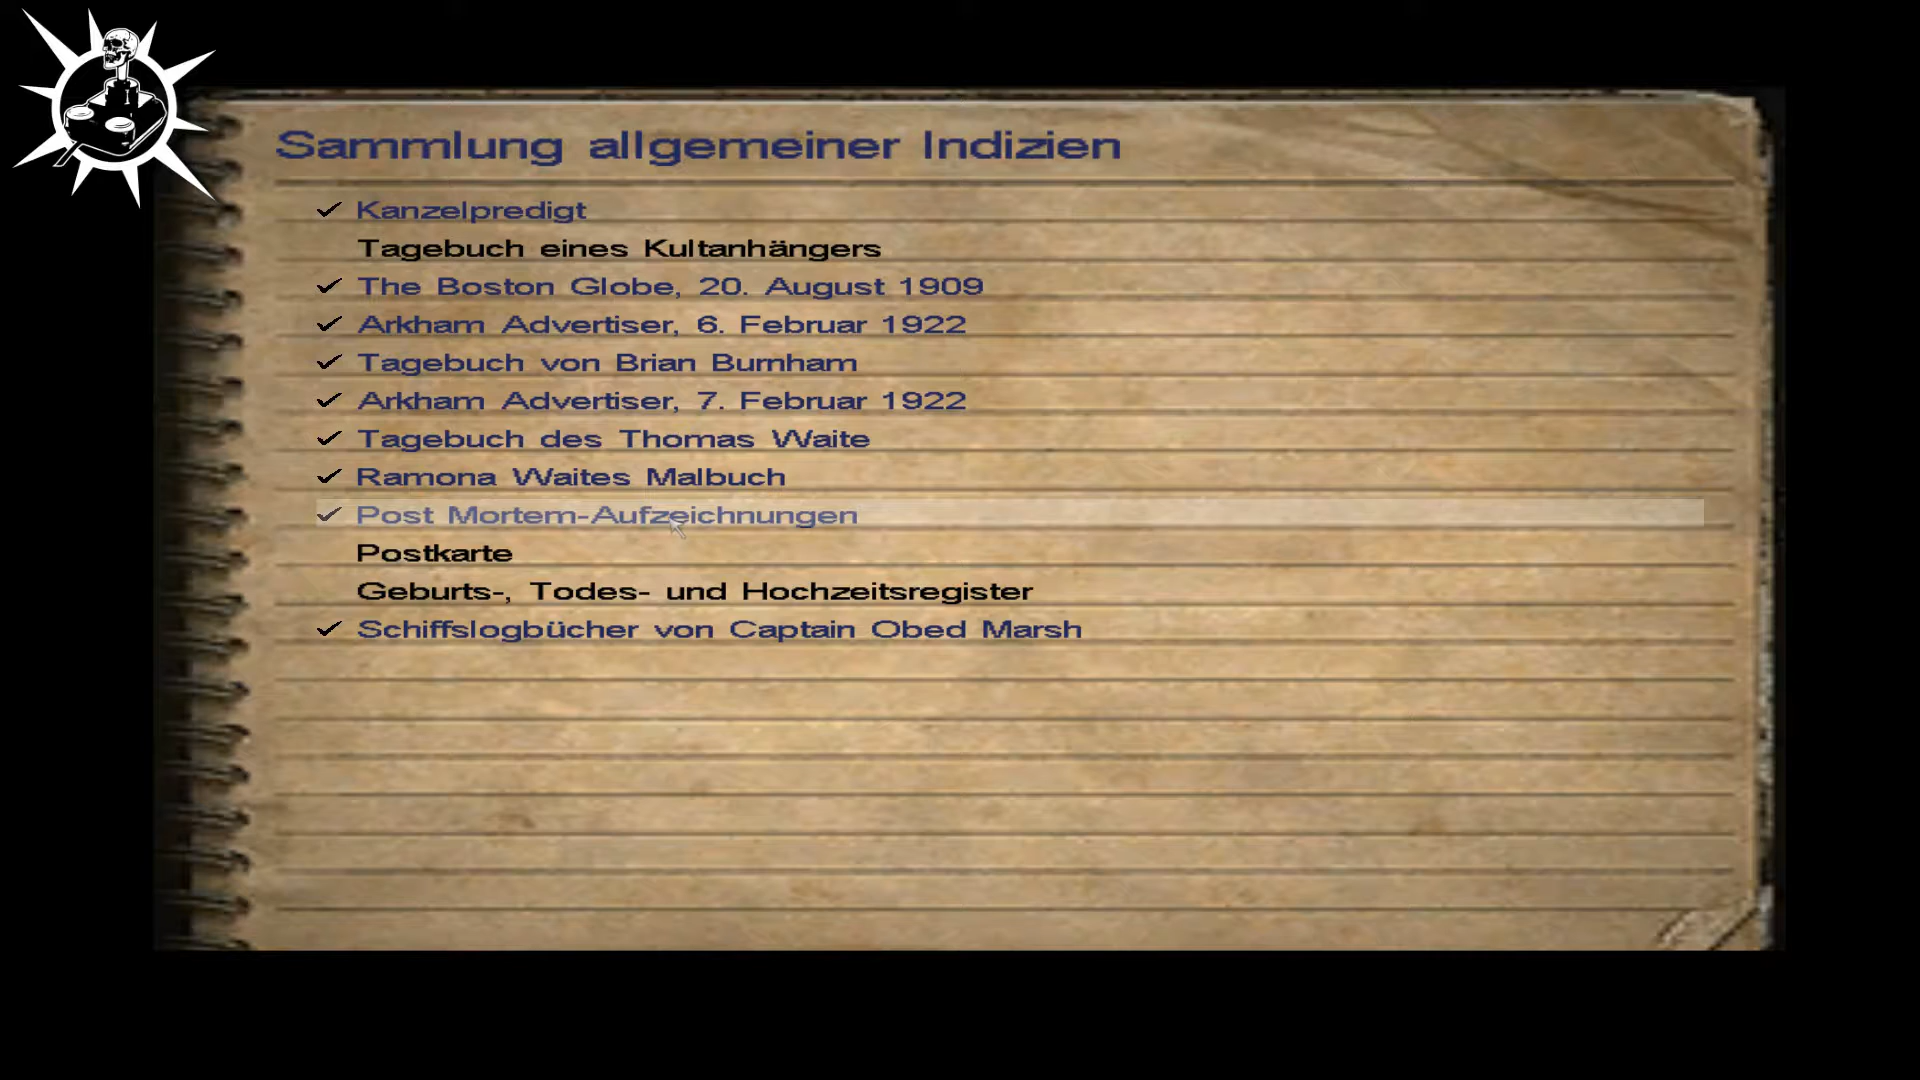 Sammlung allgemeiner Indizien
Kanzelpredigt
Tagebuch eines Kultanhängers
The Boston Globe, 20. August 1909
Arkham Advertiser, 6. Februar 1922
Tagebuch von Brian Burnham
Arkham Advertiser, 7. Februar 1922
Tagebuch des Thomas Waite
Ramona Waites Malbuch
Post Mortem-Aufzeichnungen
Postkarte
Geburts-, Todes- und Hochzeitsregister
Schiffslogbücher von Captain Obed Marsh